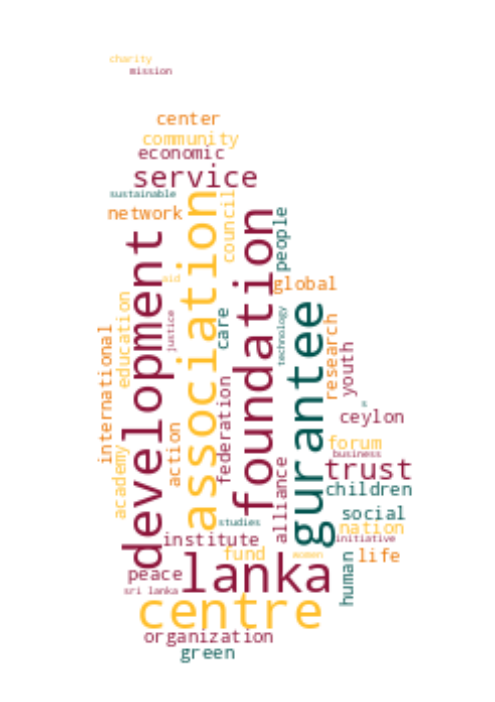 charity
mission
center
community
economic
service
sustainable
network
association
council
people
foundation
development
aid
global
education
justice
care
technology
gurantee
research
youth
international
federation
s
ceylon
action
academy
forum
business
trust
alliance
children
social
studies
nation
institute
initiative
fund
women
life
human
peace
lanka
sri lanka
centre
organization
green